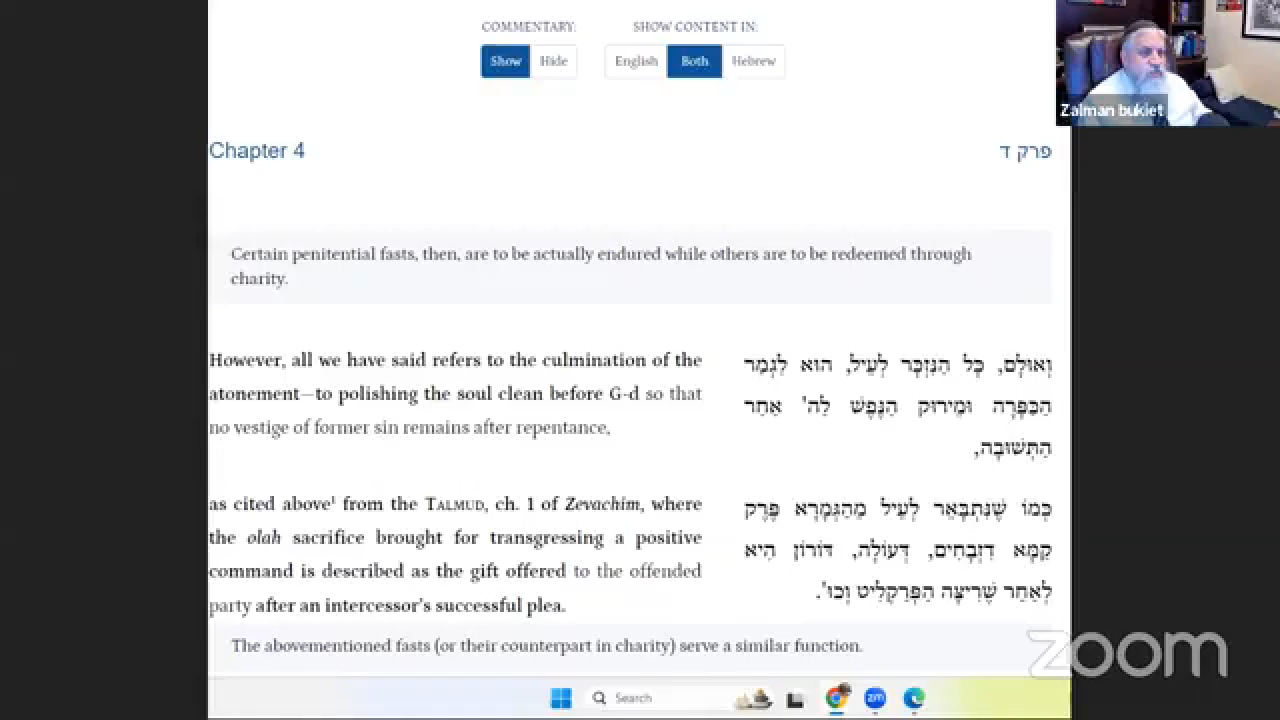 COMMENTARY:
SHOW CONTENT IN:
Show
Hide
English
Both
Hebrew
Zalman bukiet
Chapter 4
פרק ד
Certain penitential fasts, then, are to be actually endured while others are to be redeemed through
charity.
However, all we have said refers to the culmination of the
atonement—to polishing the soul clean before G-d so that
no vestige of former sin remains after repentance,
וְאוּלָם, כָּל הַנִּזְכָּר לְעֵיל, הוּא לִגְמַר
הַכַּפָּרָה וּמֵירוּק הַנֶּפֶשׁ לַה' אַחַר
הַתְּשׁוּבָה,
as cited above¹ from the TALMUD, ch. 1 of Zevachim, where
the olah sacrifice brought for transgressing a positive
command is described as the gift offered to the offended
party after an intercessor's successful plea.
כְּמוֹ שֶׁנִּתְבָּאֵר לְעֵיל מֵהַגְּמָרָא פֶּרֶק
קַמָּא דִזְבָחִים, דְּעוֹלָה, דּוֹרוֹן הִיא
לְאַחַר שֶׁרִיצָּה הַפְּרַקְלִיט וְכוּ'.
The abovementioned fasts (or their counterpart in charity) serve a similar function.
zoom
Search
zm